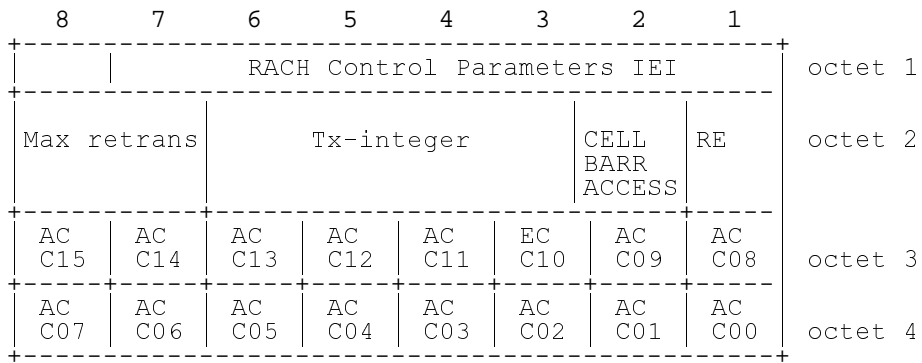 8 7 6 5 4 3 2 1
RACH Control Parameters IEI octet 1
Max retrans Tx-integer CELL RE octet 2
BARR
ACCESS
AC AC AC AC AC EC AC AC
C15 C14 C13 C12 C11 C10 C09 C08 octet 3
AC AC AC AC AC AC AC AC
C07 C06 C05 C04 C03 C02 C01 C00 octet 4